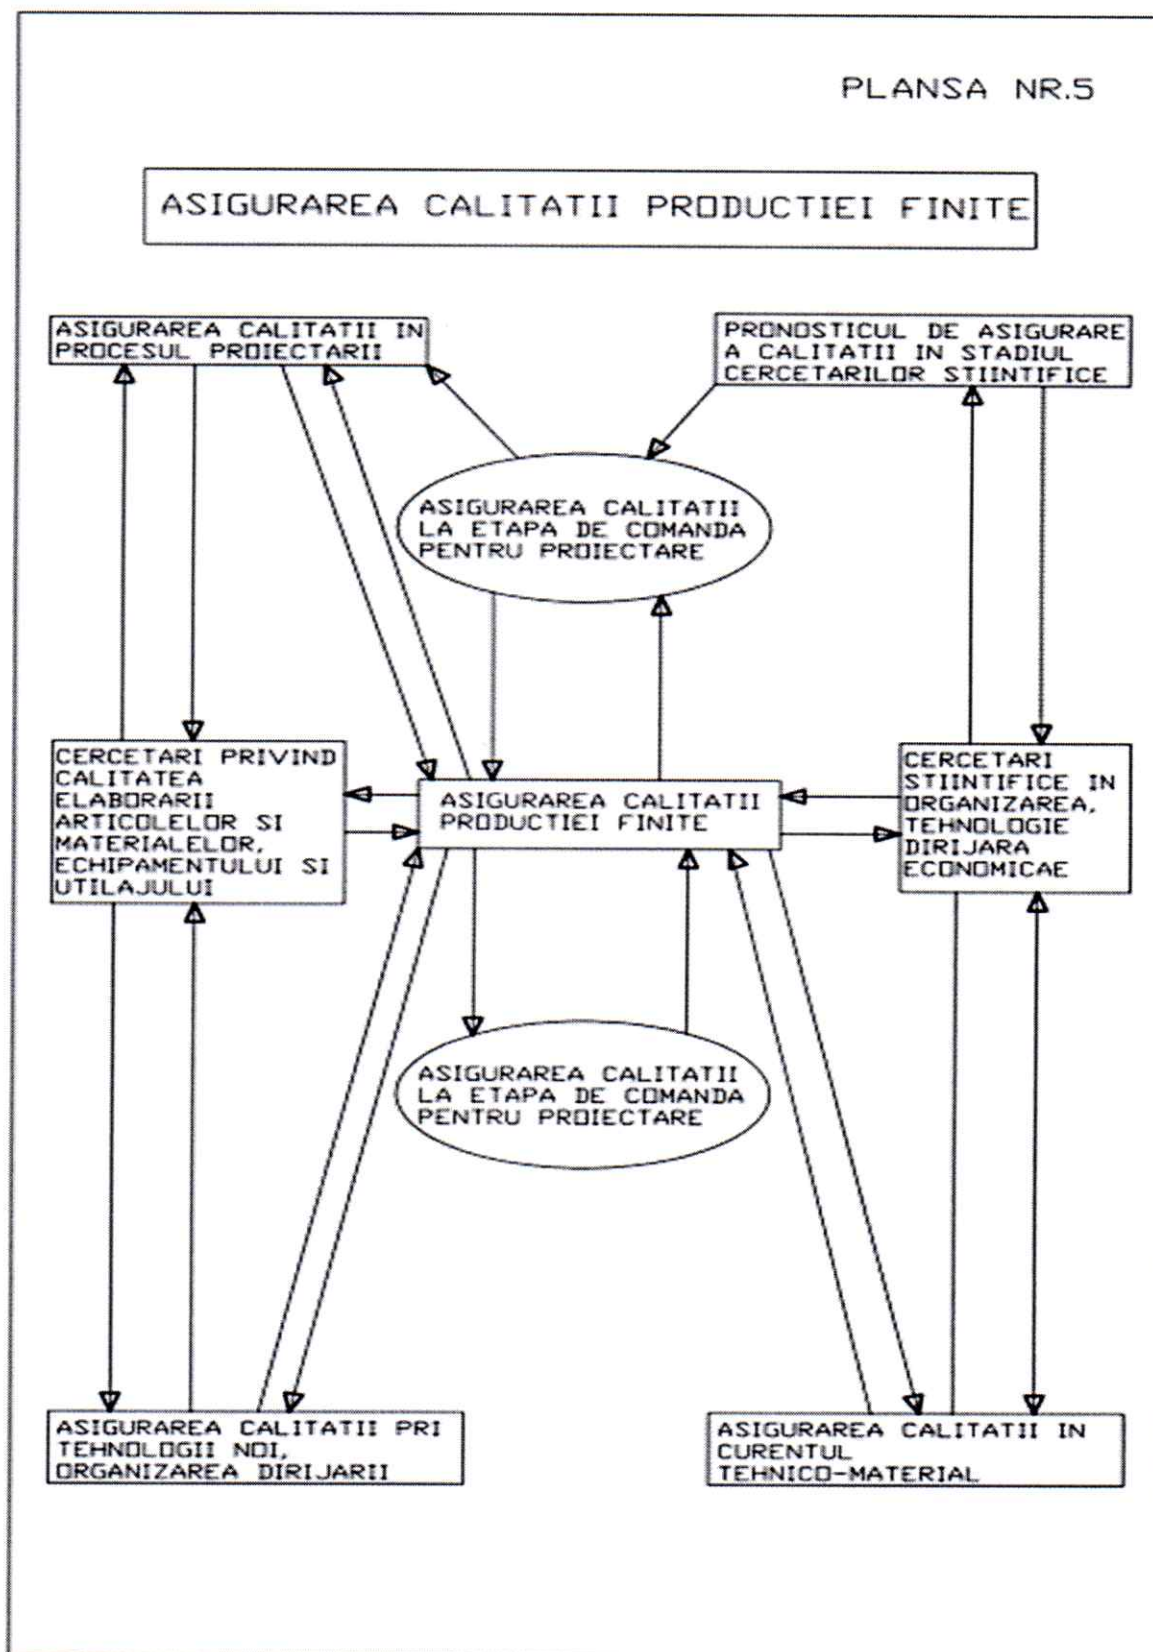 PLANSA NR.5
ASIGURAREA CALITATII PRODUCTIEI FINITE
ASIGURAREA CALITATII IN
PROCESUL PROIECTARII
PRONOSTICUL DE ASIGURARE
A CALITATII IN STADIUL
CERCETARILOR STIINTIFICE
ASIGURAREA CALITATII
LA ETAPA DE COMANDA
PENTRU PROIECTARE
CERCETARI PRIVIND
CALITATEA
ELABORARII
ARTICOLELOR SI
MATERIALELOR,
ECHIPAMENTULUI SI
UTILAJULUI
ASIGURAREA CALITATII
PRODUCTIEI FINITE
CERCETARI
STIINTIFICE IN
ORGANIZAREA,
TEHNOLOGIE
DIRIJARA
ECONOMICAE
ASIGURAREA CALITATII
LA ETAPA DE COMANDA
PENTRU PROIECTARE
ASIGURAREA CALITATII PRI
TEHNOLOGII NOI,
ORGANIZAREA DIRIJARII
ASIGURAREA CALITATII IN
CURENTUL
TEHNICO-MATERIAL